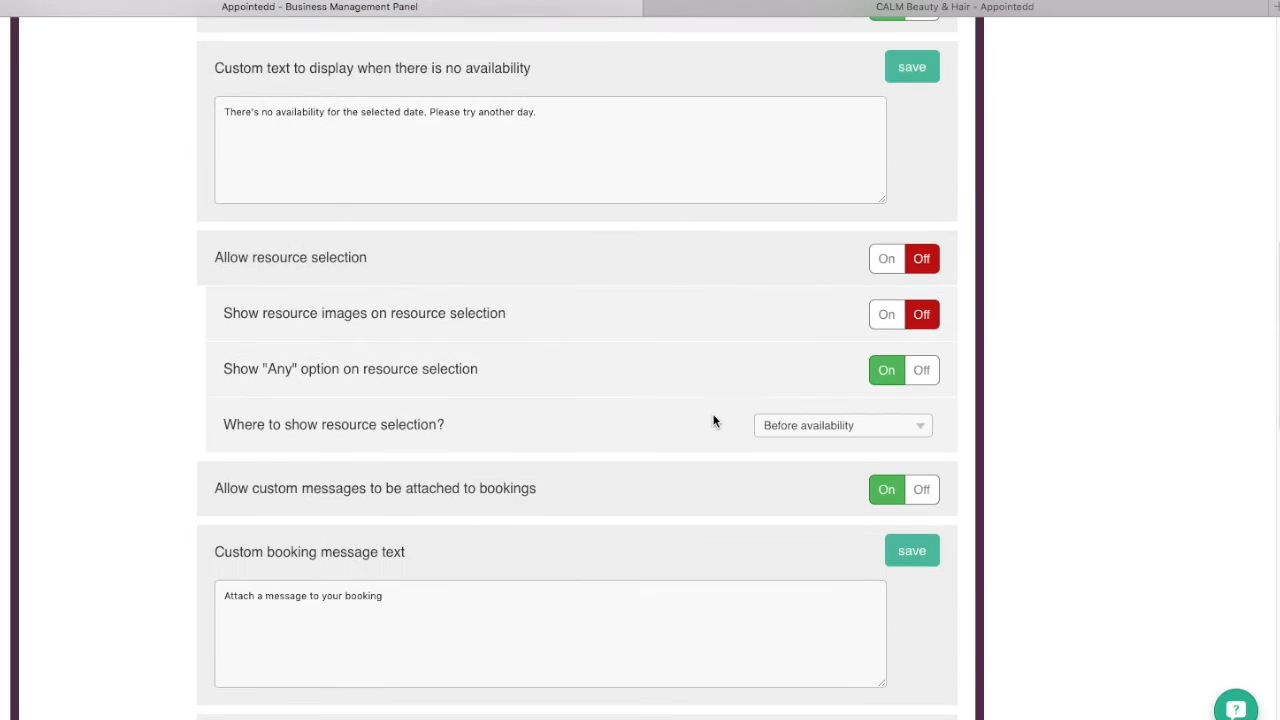 Appointedd - Business Management Panel
CALM Beauty & Hair - Appointedd
Custom text to display when there is no availability
save
There's no availability for the selected date. Please try another day.
Allow resource selection
On Off
Show resource images on resource selection
On Off
Show "Any" option on resource selection
On Off
Where to show resource selection?
Before availability
Allow custom messages to be attached to bookings
On Off
Custom booking message text
save
Attach a message to your booking
?